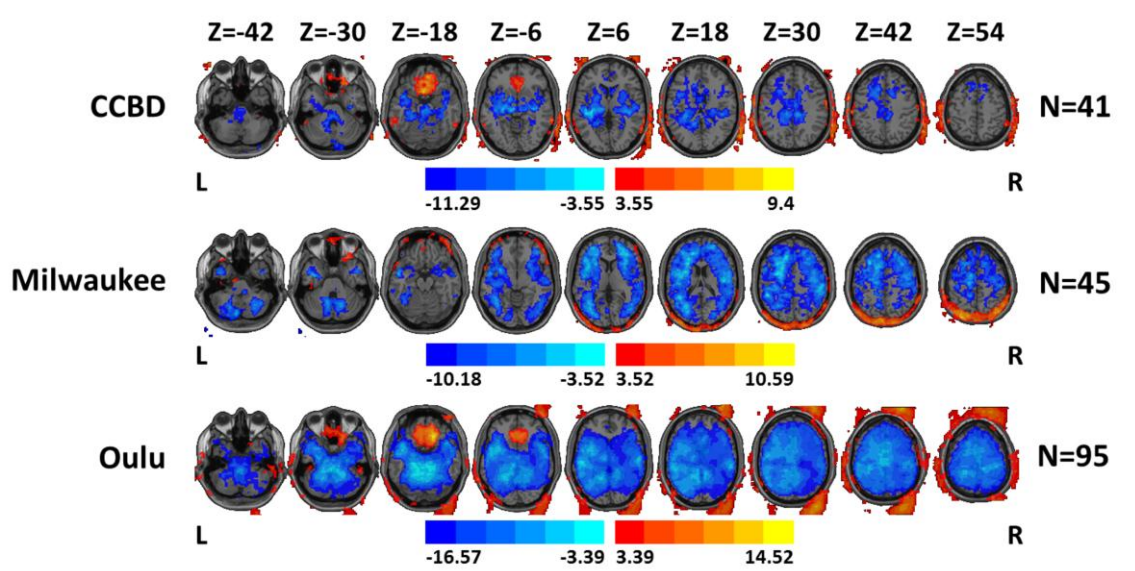 Z=-42 Z=-30 Z=-18 Z=-6 Z=6 Z=18 Z=30 Z=42 Z=54
CCBD N=41
L R
-11.29 -3.55 3.55 9.4
Milwaukee N=45
L R
-10.18 -3.52 3.52 10.59
Oulu N=95
L R
-16.57 -3.39 3.39 14.52